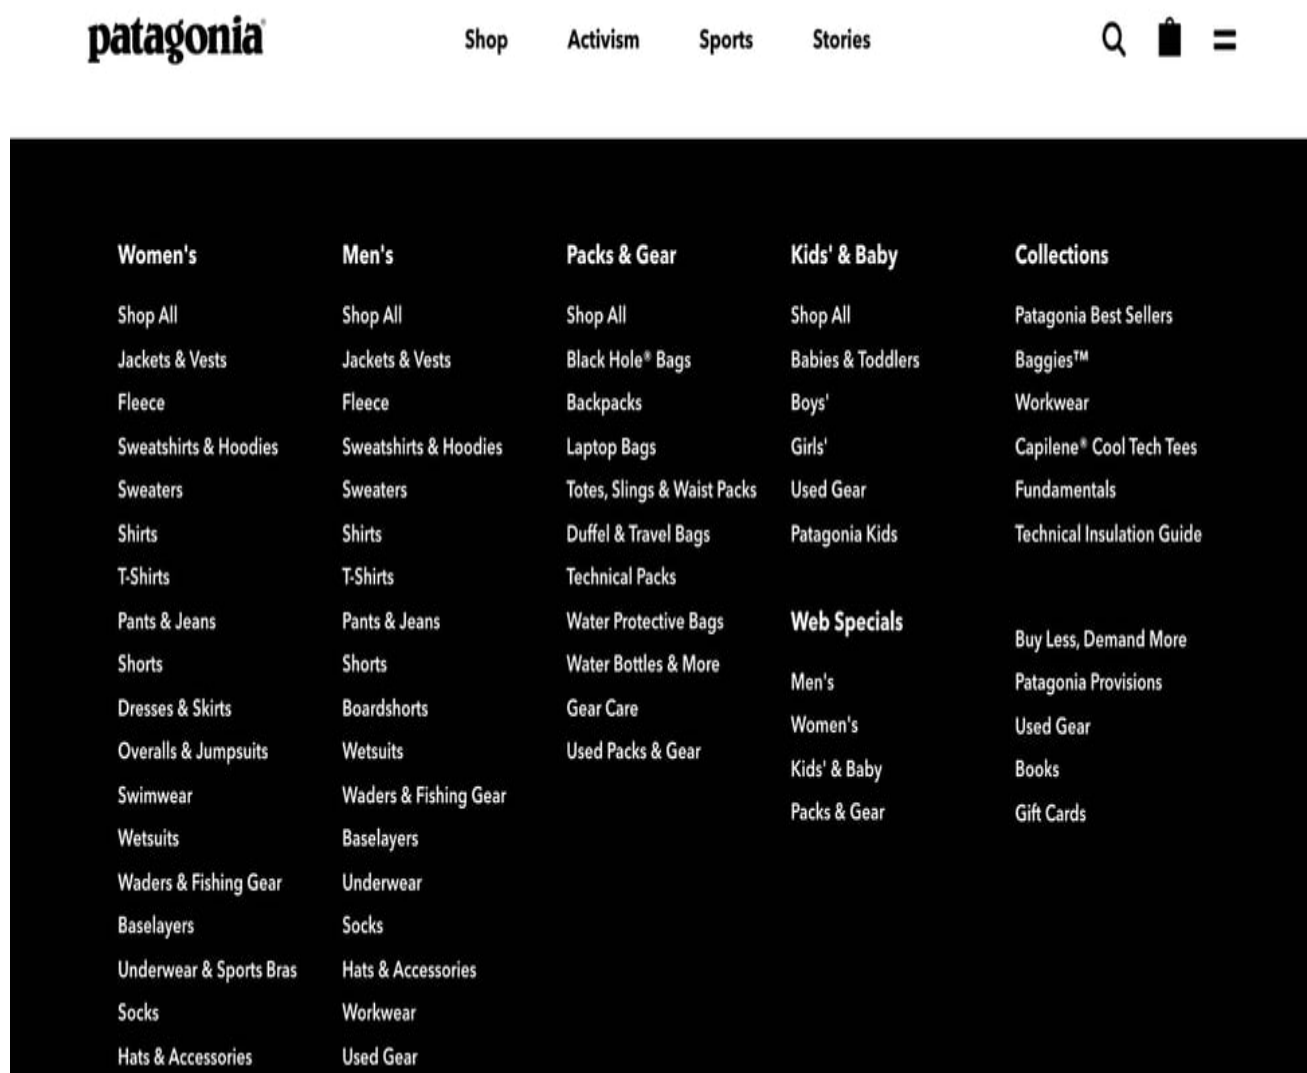 patagonia®
Shop
Activism
Sports
Stories
Women's
Shop All
Jackets & Vests
Fleece
Sweatshirts & Hoodies
Sweaters
Shirts
T-Shirts
Pants & Jeans
Shorts
Dresses & Skirts
Overalls & Jumpsuits
Swimwear
Wetsuits
Waders & Fishing Gear
Baselayers
Underwear & Sports Bras
Socks
Hats & Accessories
Men's
Shop All
Jackets & Vests
Fleece
Sweatshirts & Hoodies
Sweaters
Shirts
T-Shirts
Pants & Jeans
Shorts
Boardshorts
Wetsuits
Waders & Fishing Gear
Baselayers
Underwear
Socks
Hats & Accessories
Workwear
Used Gear
Packs & Gear
Shop All
Black Hole® Bags
Backpacks
Laptop Bags
Totes, Slings & Waist Packs
Duffel & Travel Bags
Technical Packs
Water Protective Bags
Water Bottles & More
Gear Care
Used Packs & Gear
Kids' & Baby
Shop All
Babies & Toddlers
Boys'
Girls'
Used Gear
Patagonia Kids
Web Specials
Men's
Women's
Kids' & Baby
Packs & Gear
Collections
Patagonia Best Sellers
Baggies™
Workwear
Capilene® Cool Tech Tees
Fundamentals
Technical Insulation Guide
Buy Less, Demand More
Patagonia Provisions
Used Gear
Books
Gift Cards